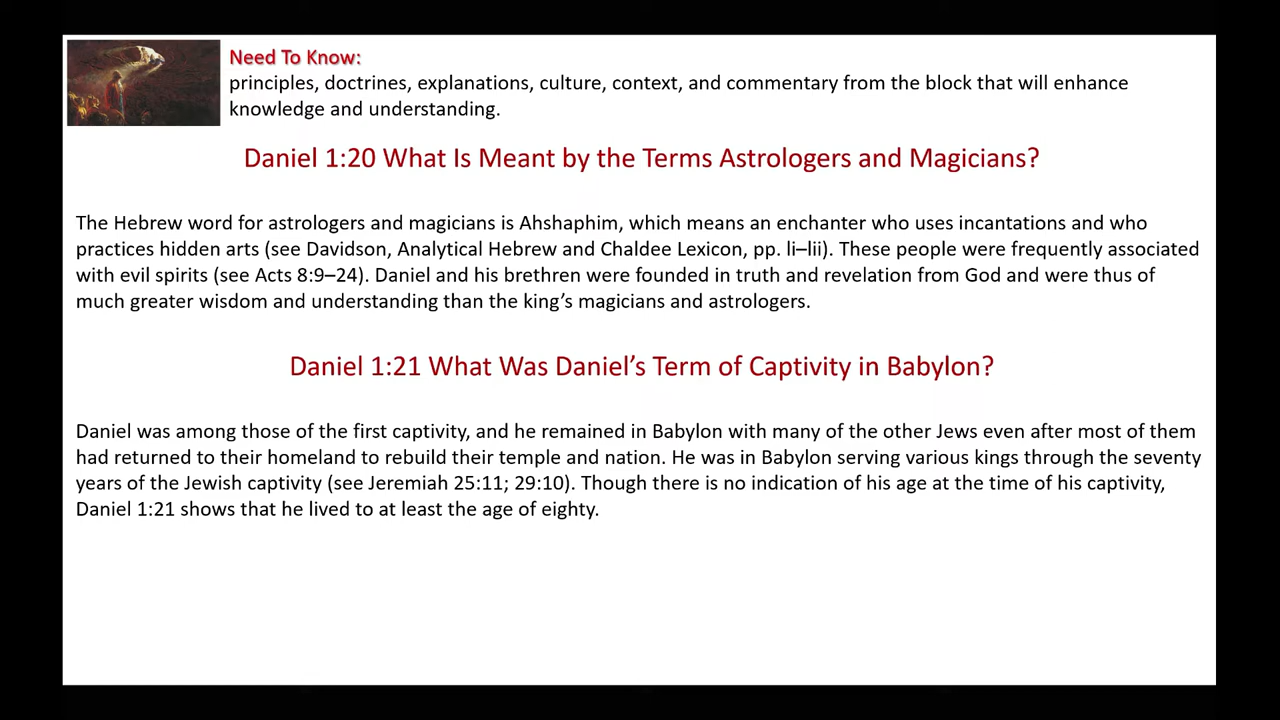 Need To Know:
principles, doctrines, explanations, culture, context, and commentary from the block that will enhance
knowledge and understanding.
Daniel 1:20 What Is Meant by the Terms Astrologers and Magicians?
The Hebrew word for astrologers and magicians is Ahshaphim, which means an enchanter who uses incantations and who
practices hidden arts (see Davidson, Analytical Hebrew and Chaldee Lexicon, pp. li–lii). These people were frequently associated
with evil spirits (see Acts 8:9–24). Daniel and his brethren were founded in truth and revelation from God and were thus of
much greater wisdom and understanding than the king’s magicians and astrologers.
Daniel 1:21 What Was Daniel’s Term of Captivity in Babylon?
Daniel was among those of the first captivity, and he remained in Babylon with many of the other Jews even after most of them
had returned to their homeland to rebuild their temple and nation. He was in Babylon serving various kings through the seventy
years of the Jewish captivity (see Jeremiah 25:11; 29:10). Though there is no indication of his age at the time of his captivity,
Daniel 1:21 shows that he lived to at least the age of eighty.